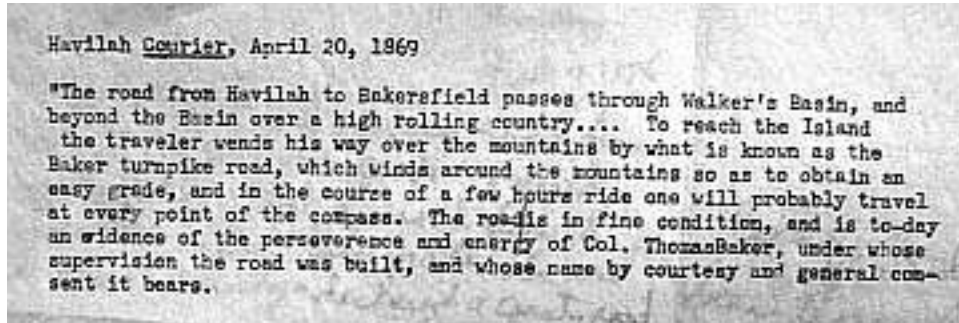 Havilah Courier, April 20, 1869
"The road from Havilah to Bakersfield passes through Walker's Basin, and
beyond the Basin over a high rolling country.... To reach the Island
the traveler wends his way over the mountains by what is known as the
Baker turnpike road, which winds around the mountains so as to obtain an
easy grade, and in the course of a few hours ride one will probably travel
at every point of the compass. The road is in fine condition, and is to-day
an evidence of the perseverence and energy of Col. ThomasBaker, under whose
supervision the road was built, and whose name by courtesy and general con-
sent it bears.